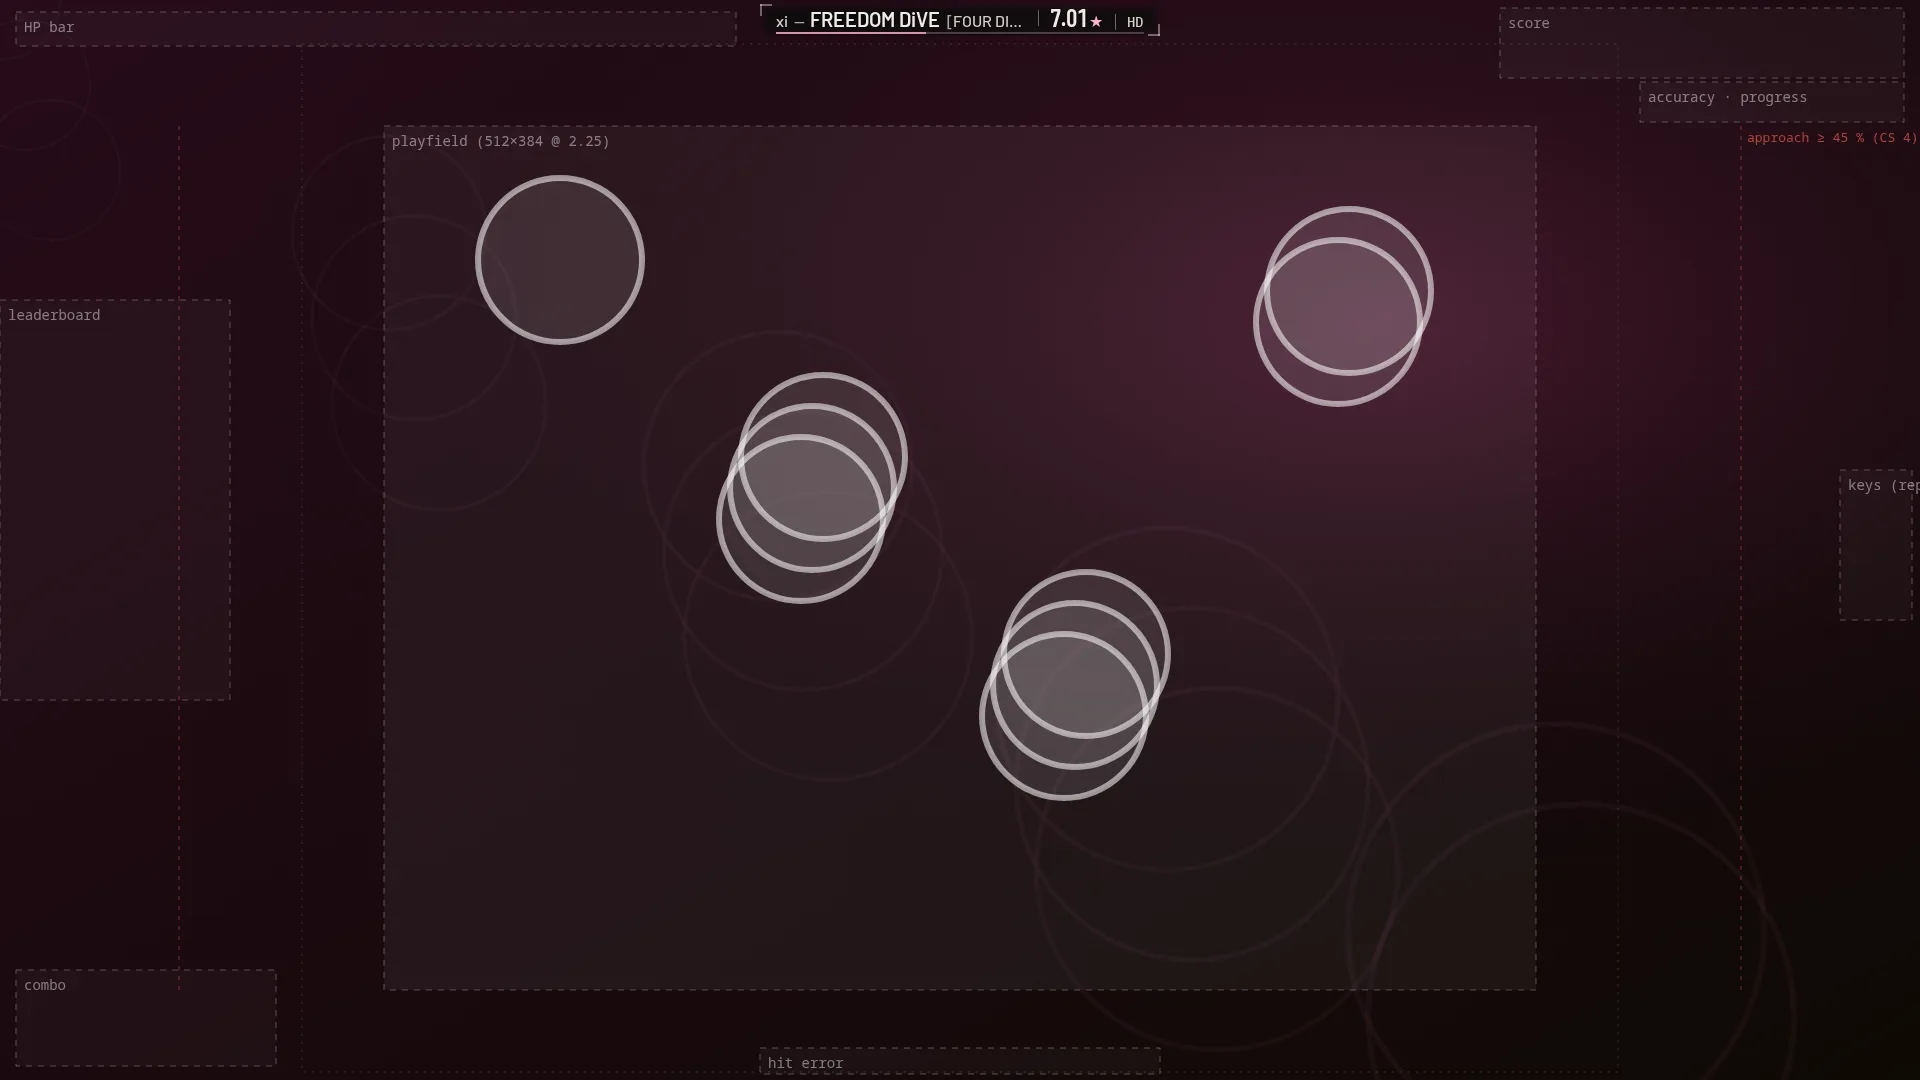 HP bar
xi – FREEDOM DiVE [FOUR DI... 7.01★ HD
score
accuracy · progress
playfield (512×384 @ 2.25)
approach ≥ 45 % (CS 4)
leaderboard
keys (rep
combo
hit error